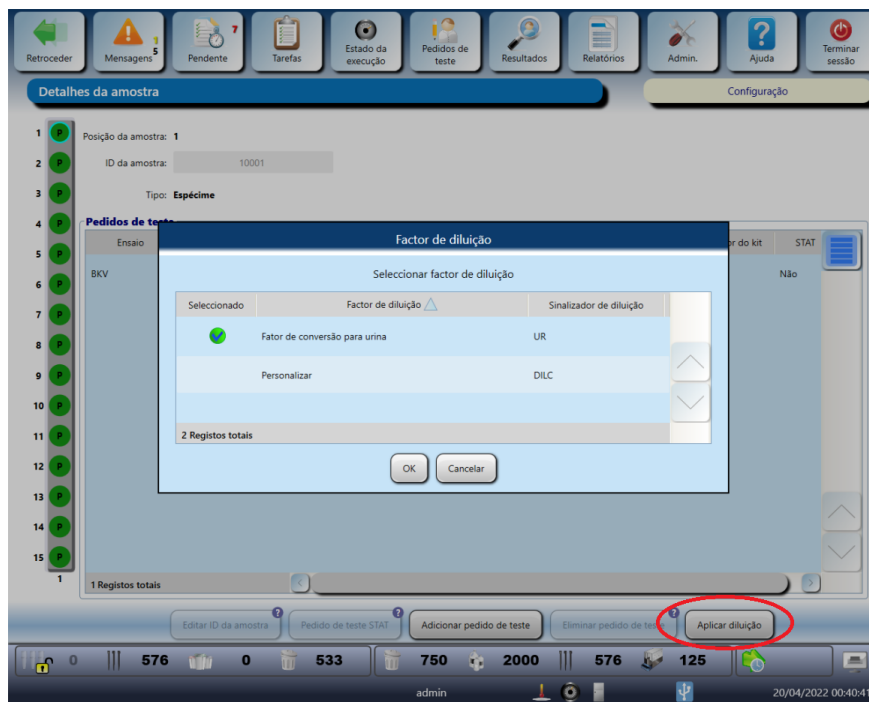 7
1
5
Retroceder
Mensagens
Pendente
Tarefas
Estado da
execução
Pedidos de
teste
Resultados
Relatórios
Admin.
?
Ajuda
Terminar
sessão
Detalhes da amostra
Configuração
1 P Posição da amostra: 1
2 P ID da amostra: 10001
3 P Tipo: Espécime
4 P Pedidos de teste
Ensaio
or do kit STAT
5 P
BKV
Não
6 P
7 P
8 P
9 P
10 P
11 P
12 P
13 P
14 P
15 P
1
Factor de diluição
Seleccionar factor de diluição
Seleccionado Factor de diluição Sinalizador de diluição
Fator de conversão para urina UR
Personalizar DILC
2 Registos totais
OK Cancelar
1 Registos totais
Editar ID da amostra ? Pedido de teste STAT ? Adicionar pedido de teste Eliminar pedido de teste ? Aplicar diluição
0 576 0 533 750 2000 576 125
admin 20/04/2022 00:40:41